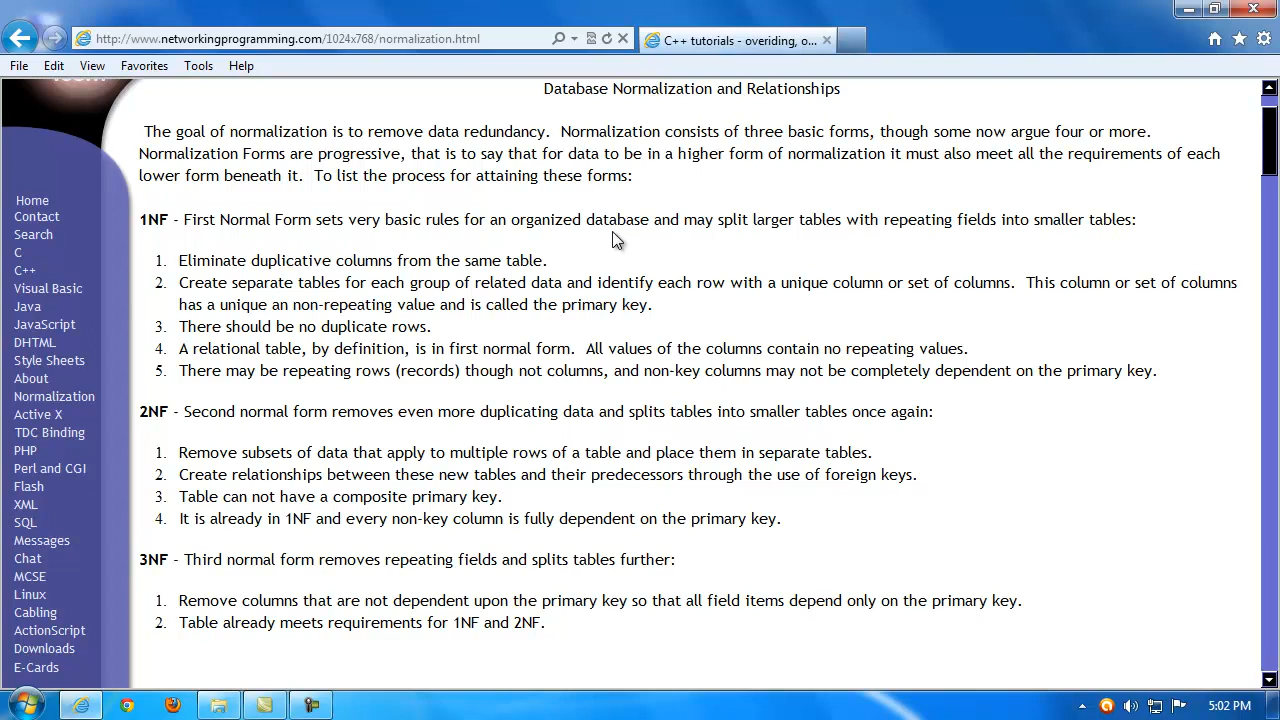 http://www.networkingprogramming.com/1024x768/normalization.html
C++ tutorials - overiding, o...
File Edit View Favorites Tools Help
Database Normalization and Relationships
The goal of normalization is to remove data redundancy. Normalization consists of three basic forms, though some now argue four or more.
Normalization Forms are progressive, that is to say that for data to be in a higher form of normalization it must also meet all the requirements of each
lower form beneath it. To list the process for attaining these forms:
1NF - First Normal Form sets very basic rules for an organized database and may split larger tables with repeating fields into smaller tables:
1. Eliminate duplicative columns from the same table.
2. Create separate tables for each group of related data and identify each row with a unique column or set of columns. This column or set of columns
has a unique an non-repeating value and is called the primary key.
3. There should be no duplicate rows.
4. A relational table, by definition, is in first normal form. All values of the columns contain no repeating values.
5. There may be repeating rows (records) though not columns, and non-key columns may not be completely dependent on the primary key.
2NF - Second normal form removes even more duplicating data and splits tables into smaller tables once again:
1. Remove subsets of data that apply to multiple rows of a table and place them in separate tables.
2. Create relationships between these new tables and their predecessors through the use of foreign keys.
3. Table can not have a composite primary key.
4. It is already in 1NF and every non-key column is fully dependent on the primary key.
3NF - Third normal form removes repeating fields and splits tables further:
1. Remove columns that are not dependent upon the primary key so that all field items depend only on the primary key.
2. Table already meets requirements for 1NF and 2NF.
Home
Contact
Search
C
C++
Visual Basic
Java
JavaScript
DHTML
Style Sheets
About
Normalization
Active X
TDC Binding
PHP
Perl and CGI
Flash
XML
SQL
Messages
Chat
MCSE
Linux
Cabling
ActionScript
Downloads
E-Cards
5:02 PM